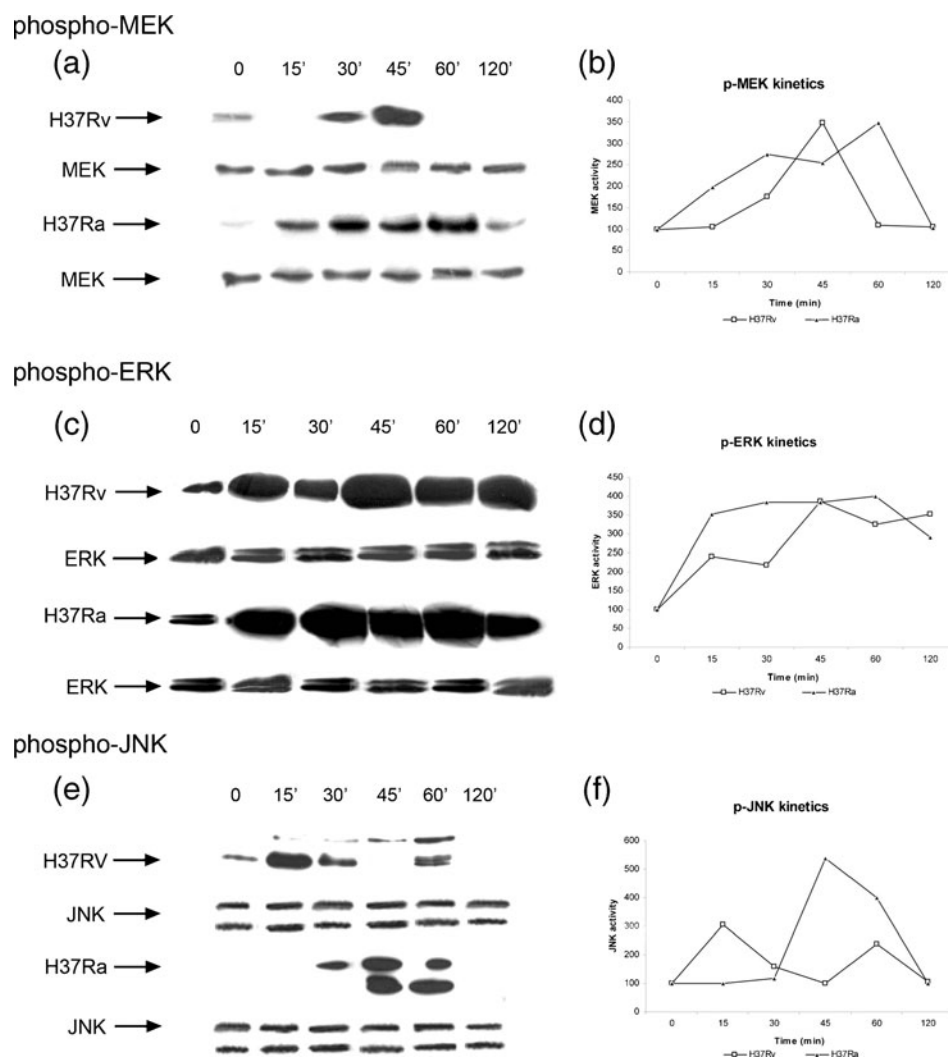 phospho-MEK
(a)
0 15' 30' 45' 60' 120'
H37Rv
MEK
H37Ra
MEK
(b)
p-MEK kinetics
MEK activity
400
350
300
250
200
150
100
50
0
0 15 30 45 60 120
Time (min)
H37Rv H37Ra
phospho-ERK
(c)
0 15' 30' 45' 60' 120'
H37Rv
ERK
H37Ra
ERK
(d)
p-ERK kinetics
ERK activity
450
400
350
300
250
200
150
100
50
0
0 15 30 45 60 120
Time (min)
H37Rv H37Ra
phospho-JNK
(e)
0 15' 30' 45' 60' 120'
H37RV
JNK
H37Ra
JNK
(f)
p-JNK kinetics
JNK activity
600
500
400
300
200
100
0
0 15 30 45 60 120
Time (min)
H37Rv H37Ra